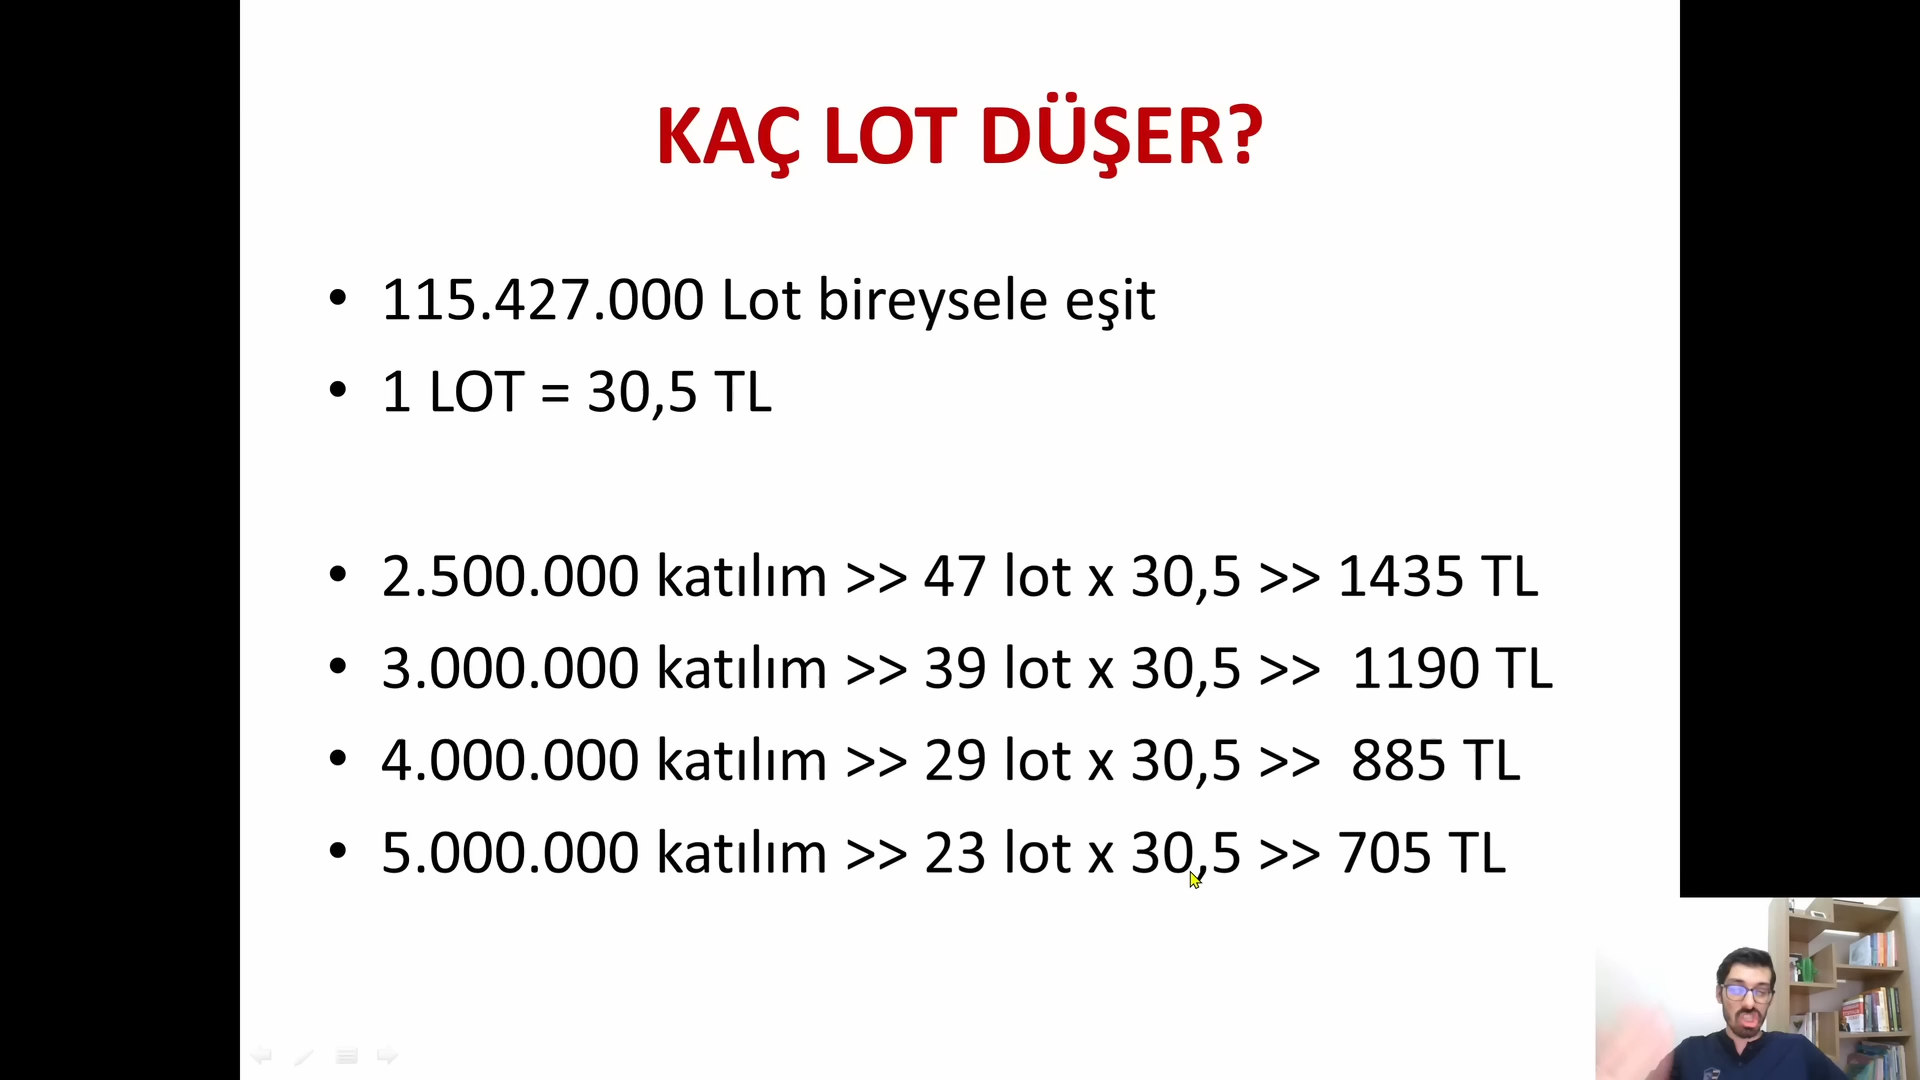 KAÇ LOT DÜŞER?
• 115.427.000 Lot bireysele eşit
• 1 LOT = 30,5 TL
• 2.500.000 katılım >> 47 lot x 30,5 >> 1435 TL
• 3.000.000 katılım >> 39 lot x 30,5 >> 1190 TL
• 4.000.000 katılım >> 29 lot x 30,5 >> 885 TL
• 5.000.000 katılım >> 23 lot x 30,5 >> 705 TL